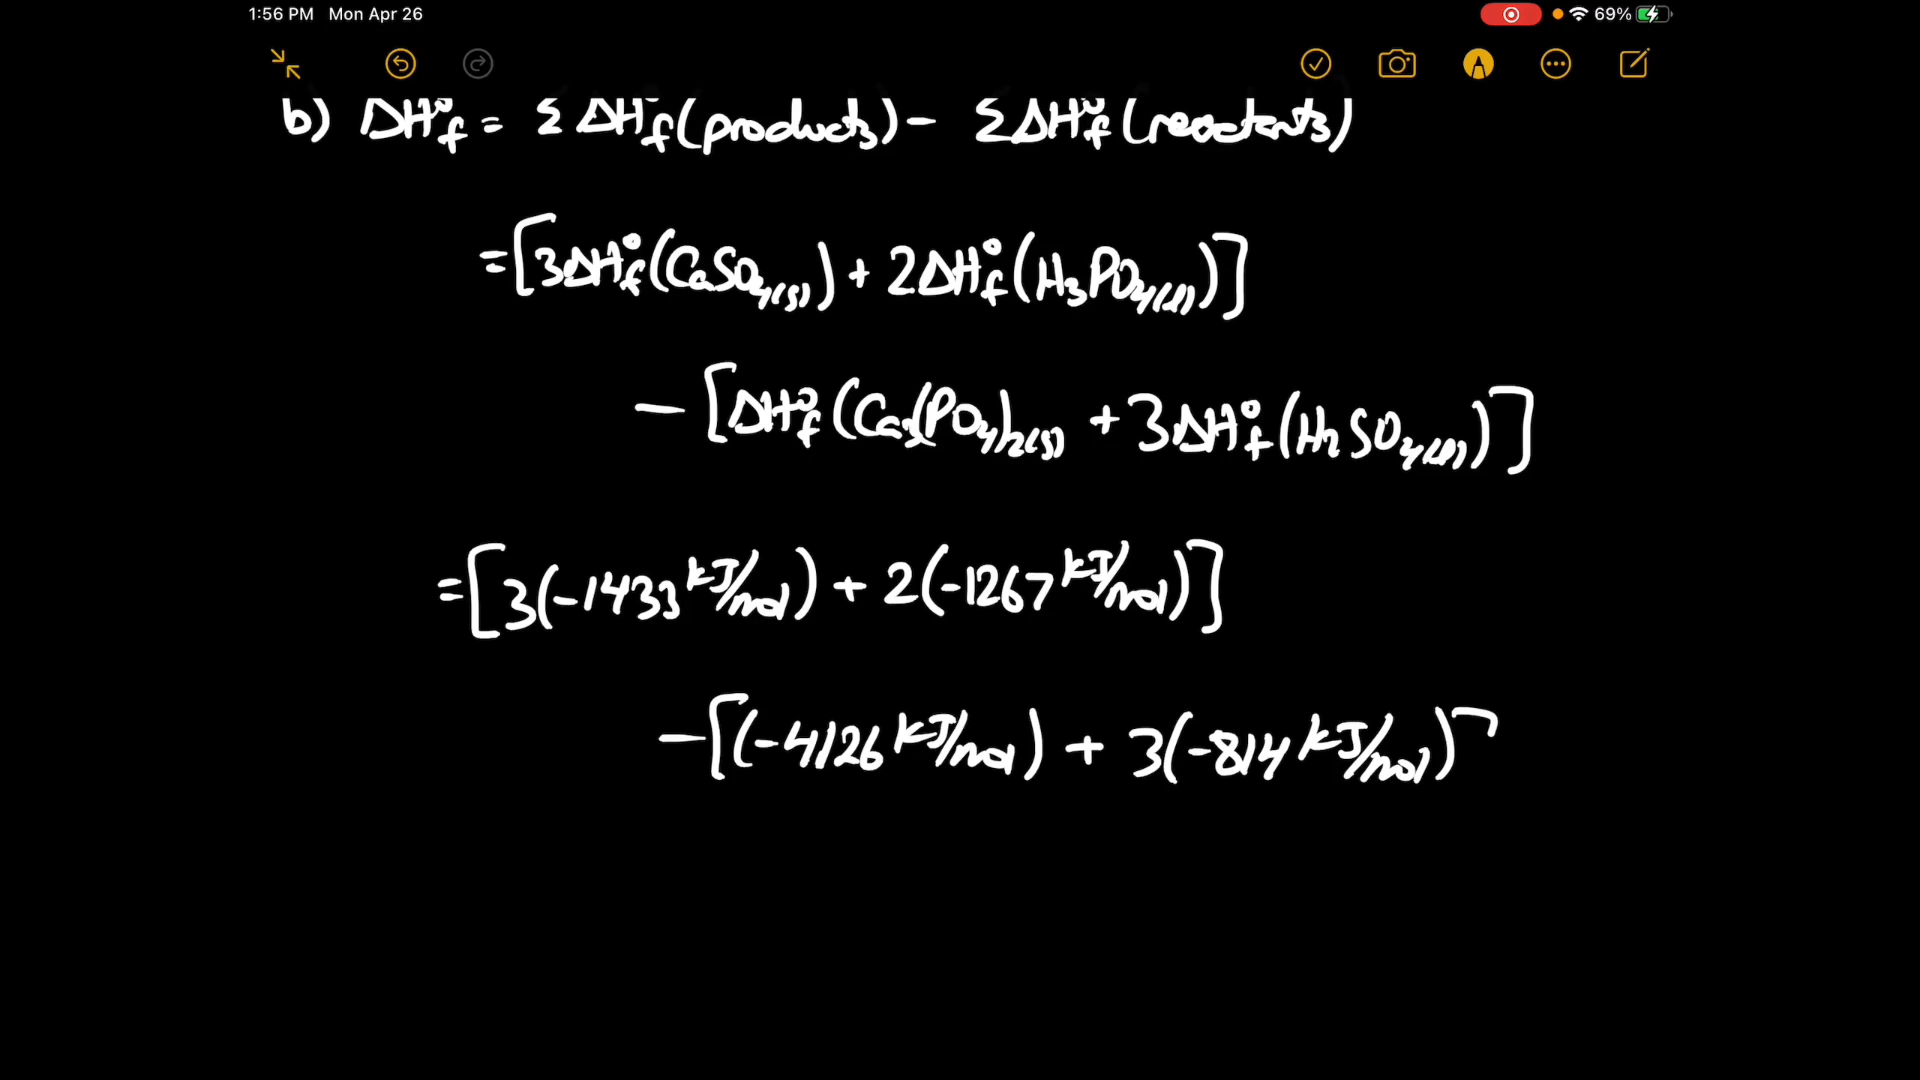 1:56 PM Mon Apr 26 69%
b) ΔH°f = Σ ΔH°f (products) - ΣΔH°f (reactants)
=[3ΔH°f (CaSO4(s)) + 2ΔH°f (H3PO4(l))]
- [ΔH°f (Ca3(PO4)2(s) + 3ΔH°f (H2SO4(l))]
=[3(-1433 kJ/mol) + 2(-1267 kJ/mol)]
-[(-4126 kJ/mol) + 3(-814 kJ/mol)